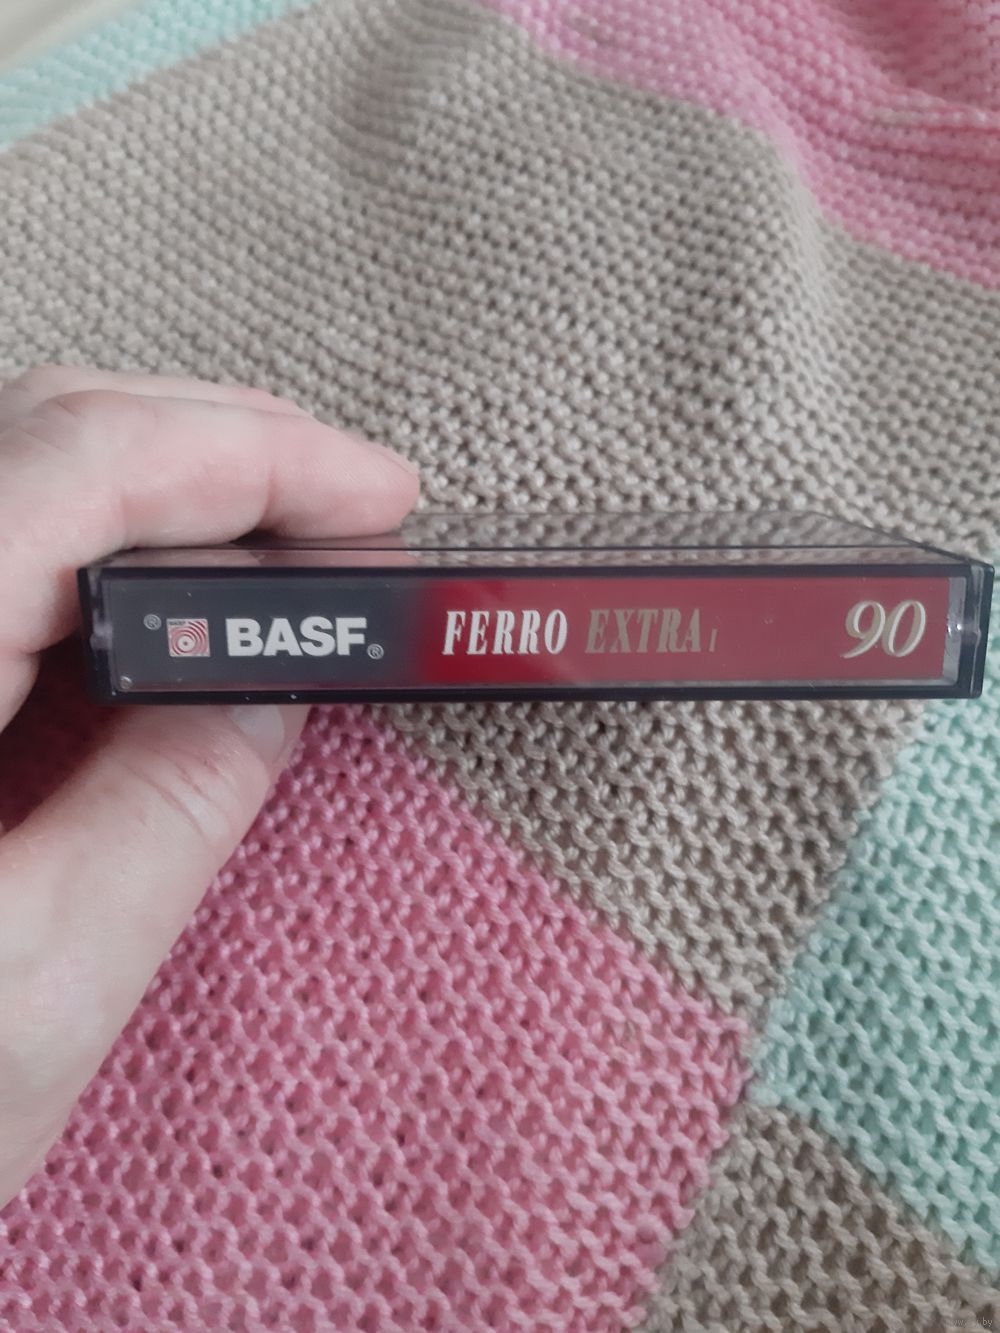 ® BASF® FERRO EXTRA I 90